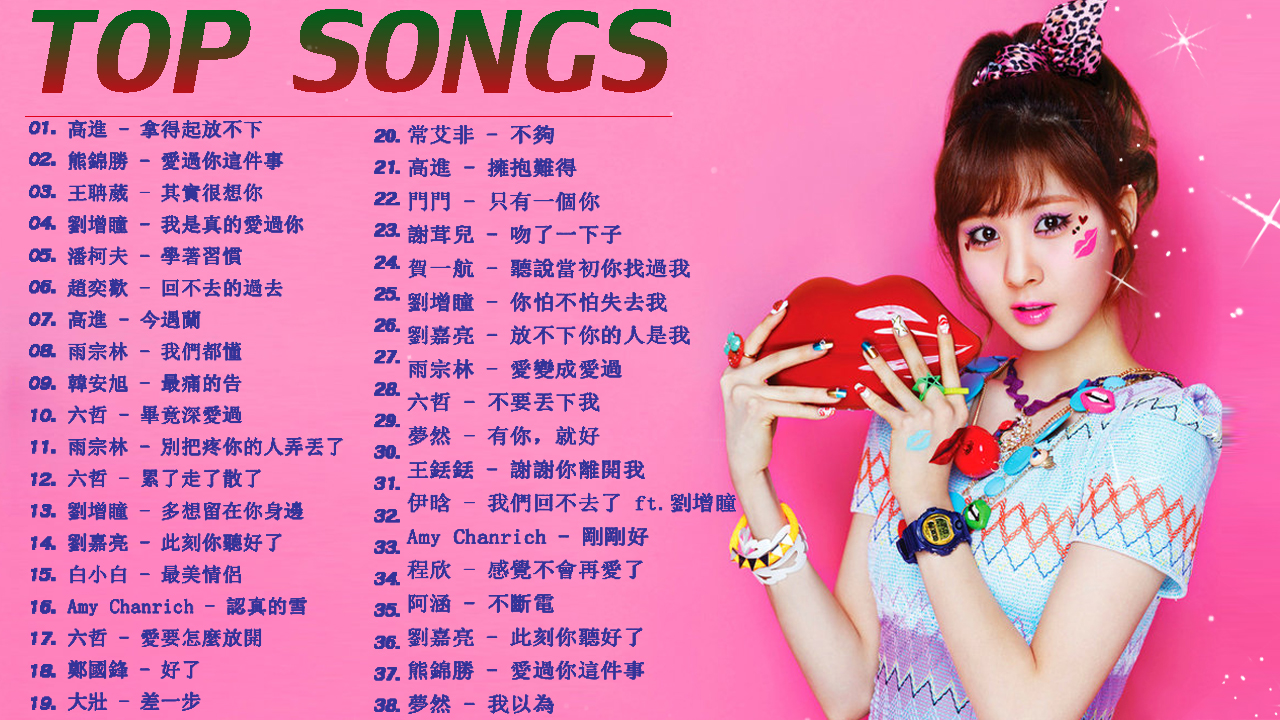 TOP SONGS
01. 高進 - 拿得起放不下
02. 熊錦勝 - 愛過你這件事
03. 王聃葳 - 其實很想你
04. 劉增瞳 - 我是真的愛過你
05. 潘柯夫 - 學著習慣
06. 趙奕歡 - 回不去的過去
07. 高進 - 今遇蘭
08. 雨宗林 - 我們都懂
09. 韓安旭 - 最痛的告
10. 六哲 - 畢竟深愛過
11. 雨宗林 - 別把疼你的人弄丟了
12. 六哲 - 累了走了散了
13. 劉增瞳 - 多想留在你身邊
14. 劉嘉亮 - 此刻你聽好了
15. 白小白 - 最美情侶
16. Amy Chanrich - 認真的雪
17. 六哲 - 愛要怎麼放開
18. 鄭國鋒 - 好了
19. 大壯 - 差一步
20. 常艾非 - 不夠
21. 高進 - 擁抱難得
22. 門門 - 只有一個你
23. 謝茸兒 - 吻了一下子
24. 賀一航 - 聽說當初你找過我
25. 劉增瞳 - 你怕不怕失去我
26. 劉嘉亮 - 放不下你的人是我
27. 雨宗林 - 愛變成愛過
28. 六哲 - 不要丟下我
29. 夢然 - 有你，就好
30. 王鈺鈺 - 謝謝你離開我
31. 伊晗 - 我們回不去了 ft.劉增瞳
32. Amy Chanrich - 剛剛好
33. 程欣 - 感覺不會再愛了
34. 阿涵 - 不斷電
35. 劉嘉亮 - 此刻你聽好了
36. 熊錦勝 - 愛過你這件事
37. 夢然 - 我以為
38.